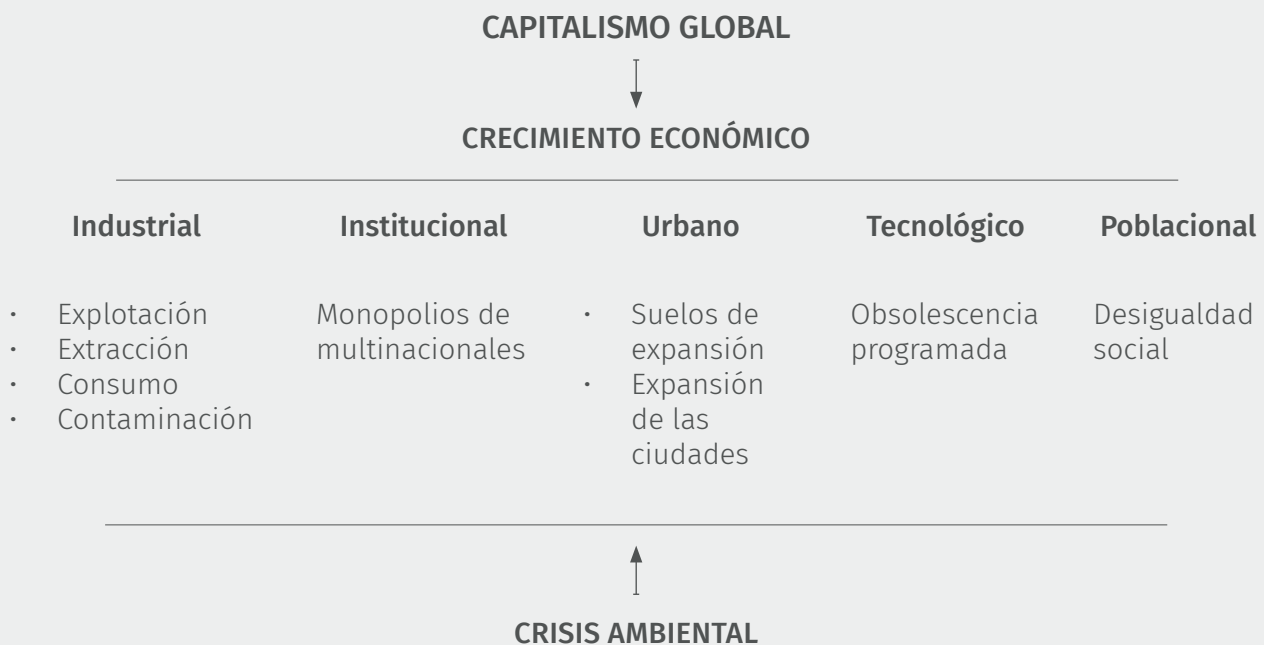 CAPITALISMO GLOBAL
CRECIMIENTO ECONÓMICO
Industrial
Institucional
Urbano
Tecnológico
Poblacional
· Explotación
· Extracción
· Consumo
· Contaminación
Monopolios de
multinacionales
· Suelos de
expansión
· Expansión
de las
ciudades
Obsolescencia
programada
Desigualdad
social
CRISIS AMBIENTAL